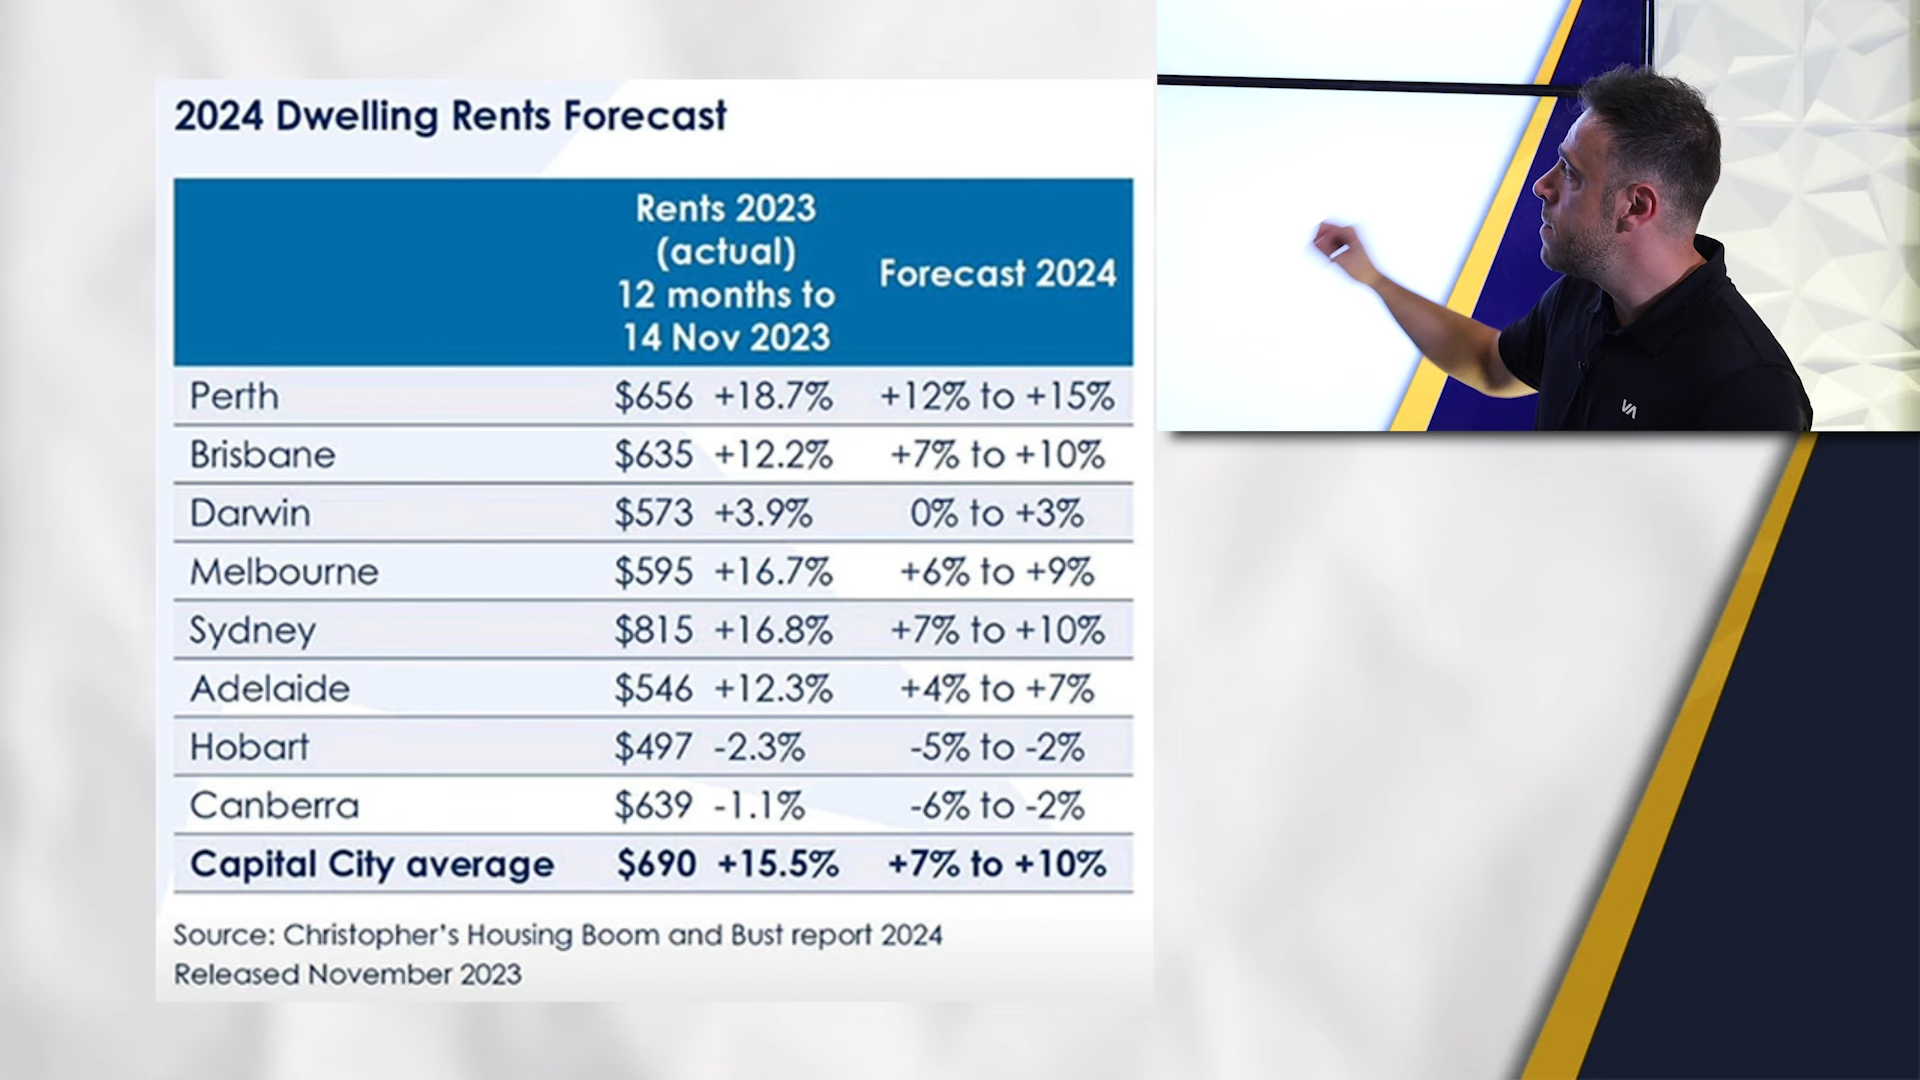 2024 Dwelling Rents Forecast
Rents 2023
(actual)
12 months to
14 Nov 2023
Forecast 2024
Perth $656 +18.7% +12% to +15%
Brisbane $635 +12.2% +7% to +10%
Darwin $573 +3.9% 0% to +3%
Melbourne $595 +16.7% +6% to +9%
Sydney $815 +16.8% +7% to +10%
Adelaide $546 +12.3% +4% to +7%
Hobart $497 -2.3% -5% to -2%
Canberra $639 -1.1% -6% to -2%
Capital City average $690 +15.5% +7% to +10%
Source: Christopher's Housing Boom and Bust report 2024
Released November 2023
VA